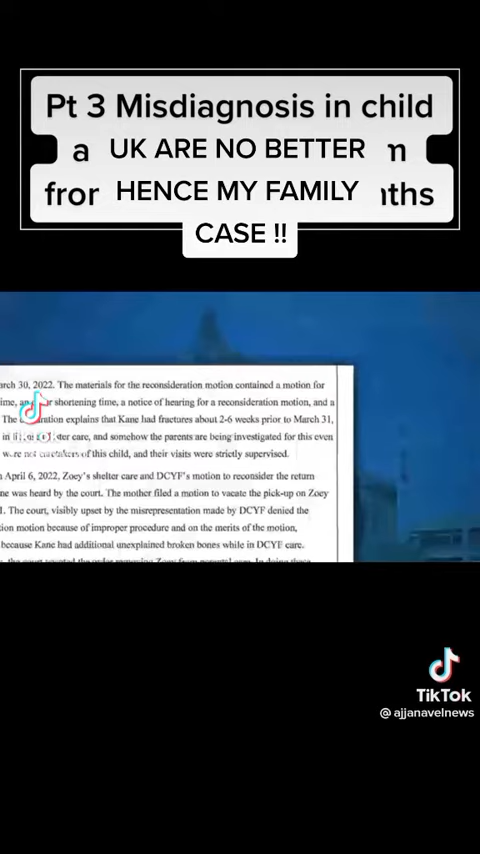 Pt 3 Misdiagnosis in child
a UK ARE NO BETTER n
fror HENCE MY FAMILY ths
CASE !!
arch 30, 2022. The materials for the reconsideration motion contained a motion for
ime, an shortening time, a notice of hearing for a reconsideration motion, and a
The ration explains that Kane had fractures about 2-6 weeks prior to March 31,
in ter care, and somehow the parents are being investigated for this even
were not caretakers of this child, and their visits were strictly supervised.
April 6, 2022, Zoey's shelter care and DCYF's motion to reconsider the return
ne was heard by the court. The mother filed a motion to vacate the pick-up on Zoey
1. The court, visibly upset by the misrepresentation made by DCYF denied the
tion motion because of improper procedure and on the merits of the motion,
because Kane had additional unexplained broken bones while in DCYF care.
TikTok
@ ajjanavelnews